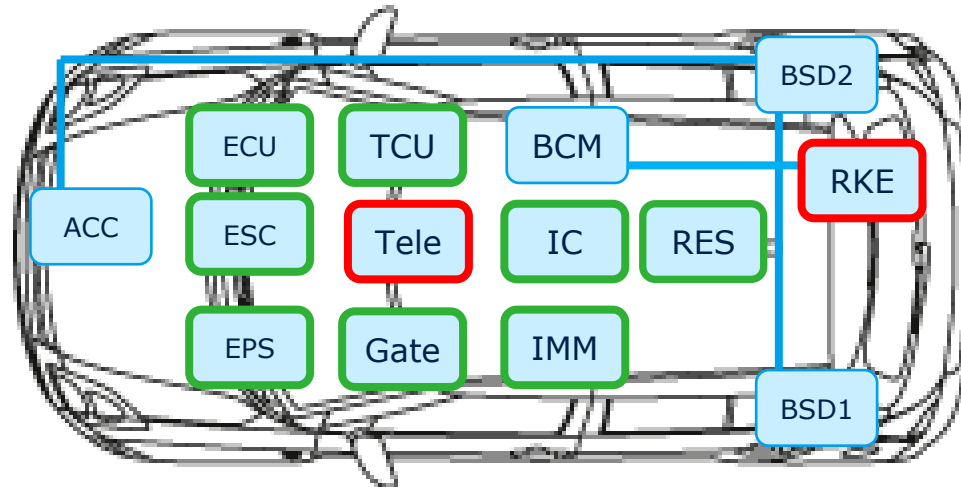 BSD2
ECU
TCU
BCM
RKE
ACC
ESC
Tele
IC
RES
EPS
Gate
IMM
BSD1